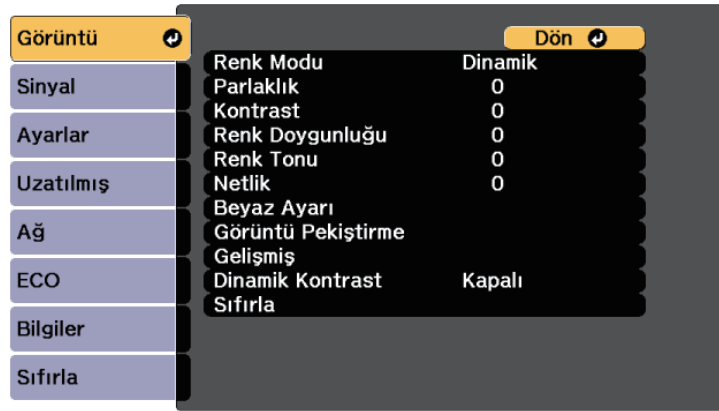 Görüntü
Sinyal
Ayarlar
Uzatılmış
Ağ
ECO
Bilgiler
Sıfırla
Dön
Renk Modu Dinamik
Parlaklık 0
Kontrast 0
Renk Doygunluğu 0
Renk Tonu 0
Netlik 0
Beyaz Ayarı
Görüntü Pekiştirme
Gelişmiş
Dinamik Kontrast Kapalı
Sıfırla